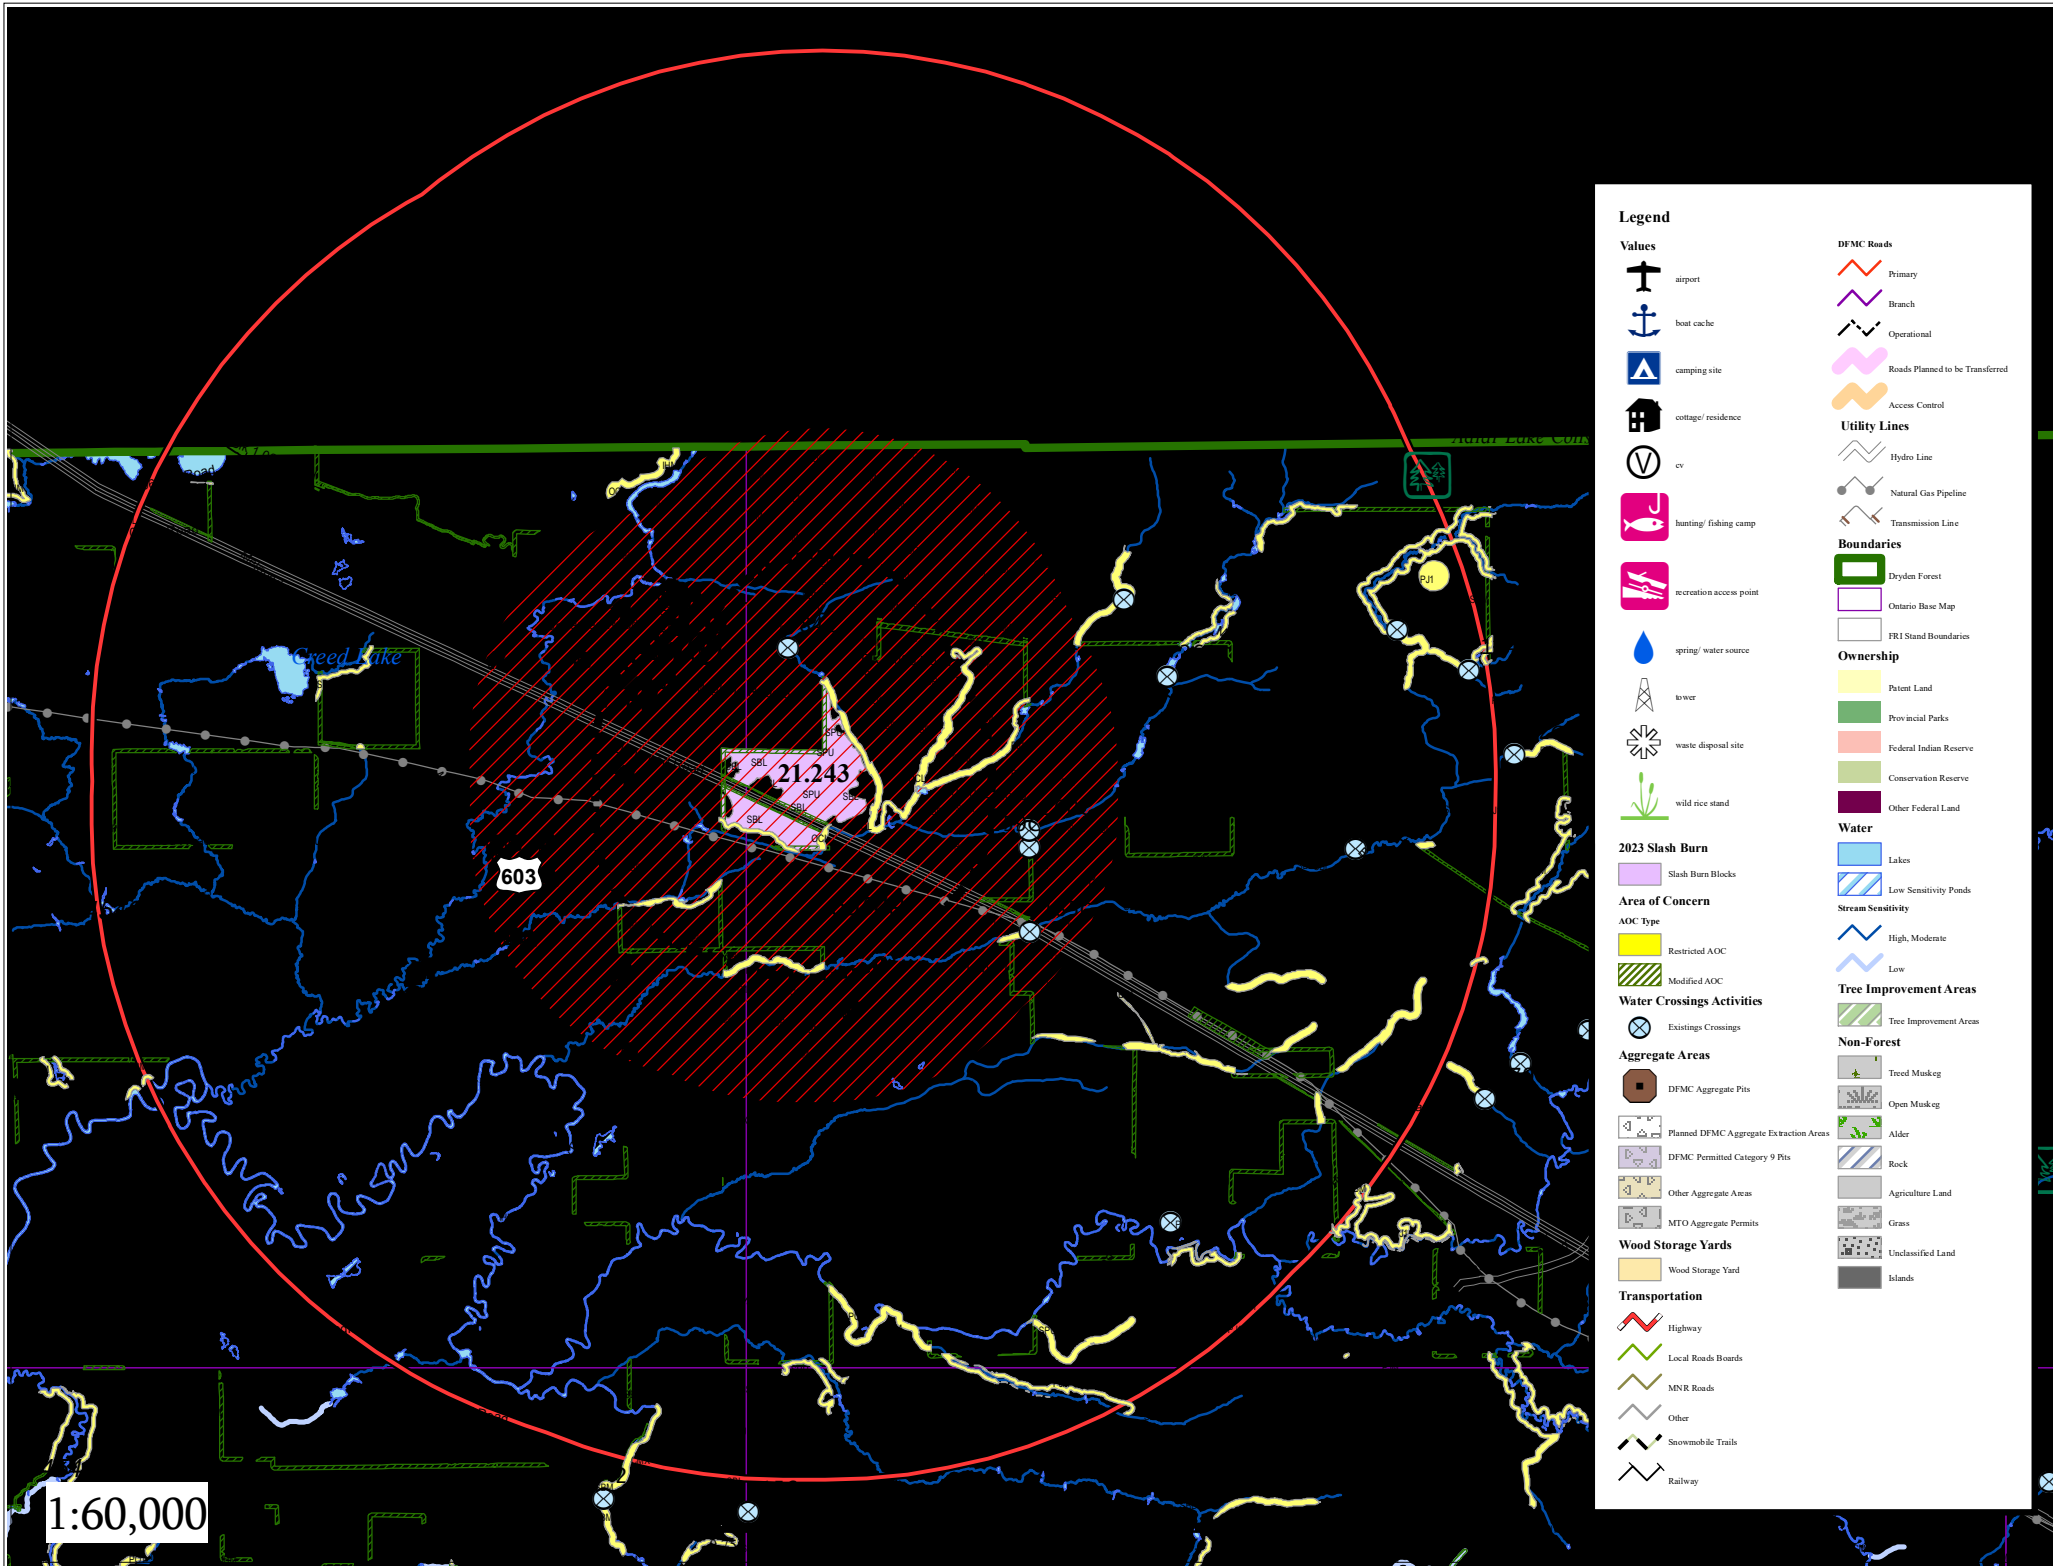 Creed Lake
PJ1
SPU
SPU
SBL
21.243
SPU
SBL
SBL
SBL
603
1:60,000
Legend
Values
airport
boat cache
camping site
cottage/ residence
V
cv
hunting/ fishing camp
recreation access point
spring/ water source
tower
waste disposal site
wild rice stand
2023 Slash Burn
Slash Burn Blocks
Area of Concern
AOC Type
Restricted AOC
Modified AOC
Water Crossings Activities
Existings Crossings
Aggregate Areas
DFMC Aggregate Pits
Planned DFMC Aggregate Extraction Areas
DFMC Permitted Category 9 Pits
Other Aggregate Areas
MTO Aggregate Permits
Wood Storage Yards
Wood Storage Yard
Transportation
Highway
Local Roads Boards
MNR Roads
Other
Snowmobile Trails
Railway
DFMC Roads
Primary
Branch
Operational
Roads Planned to be Transferred
Access Control
Utility Lines
Hydro Line
Natural Gas Pipeline
Transmission Line
Boundaries
Dryden Forest
Ontario Base Map
FRI Stand Boundaries
Ownership
Patent Land
Provincial Parks
Federal Indian Reserve
Conservation Reserve
Other Federal Land
Water
Lakes
Low Sensitivity Ponds
Stream Sensitivity
High, Moderate
Low
Tree Improvement Areas
Tree Improvement Areas
Non-Forest
Treed Muskeg
Open Muskeg
Alder
Rock
Agriculture Land
Grass
Unclassified Land
Islands